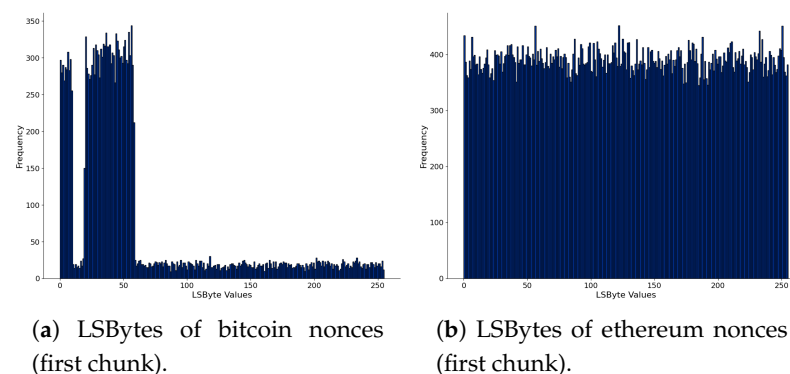 350
300
250
200
150
100
50
0
Frequency
0 50 100 150 200 250
LSByte Values
400
300
200
100
0
Frequency
0 50 100 150 200 250
LSByte Values
(a) LSBytes of bitcoin nonces
(first chunk).
(b) LSBytes of ethereum nonces
(first chunk).